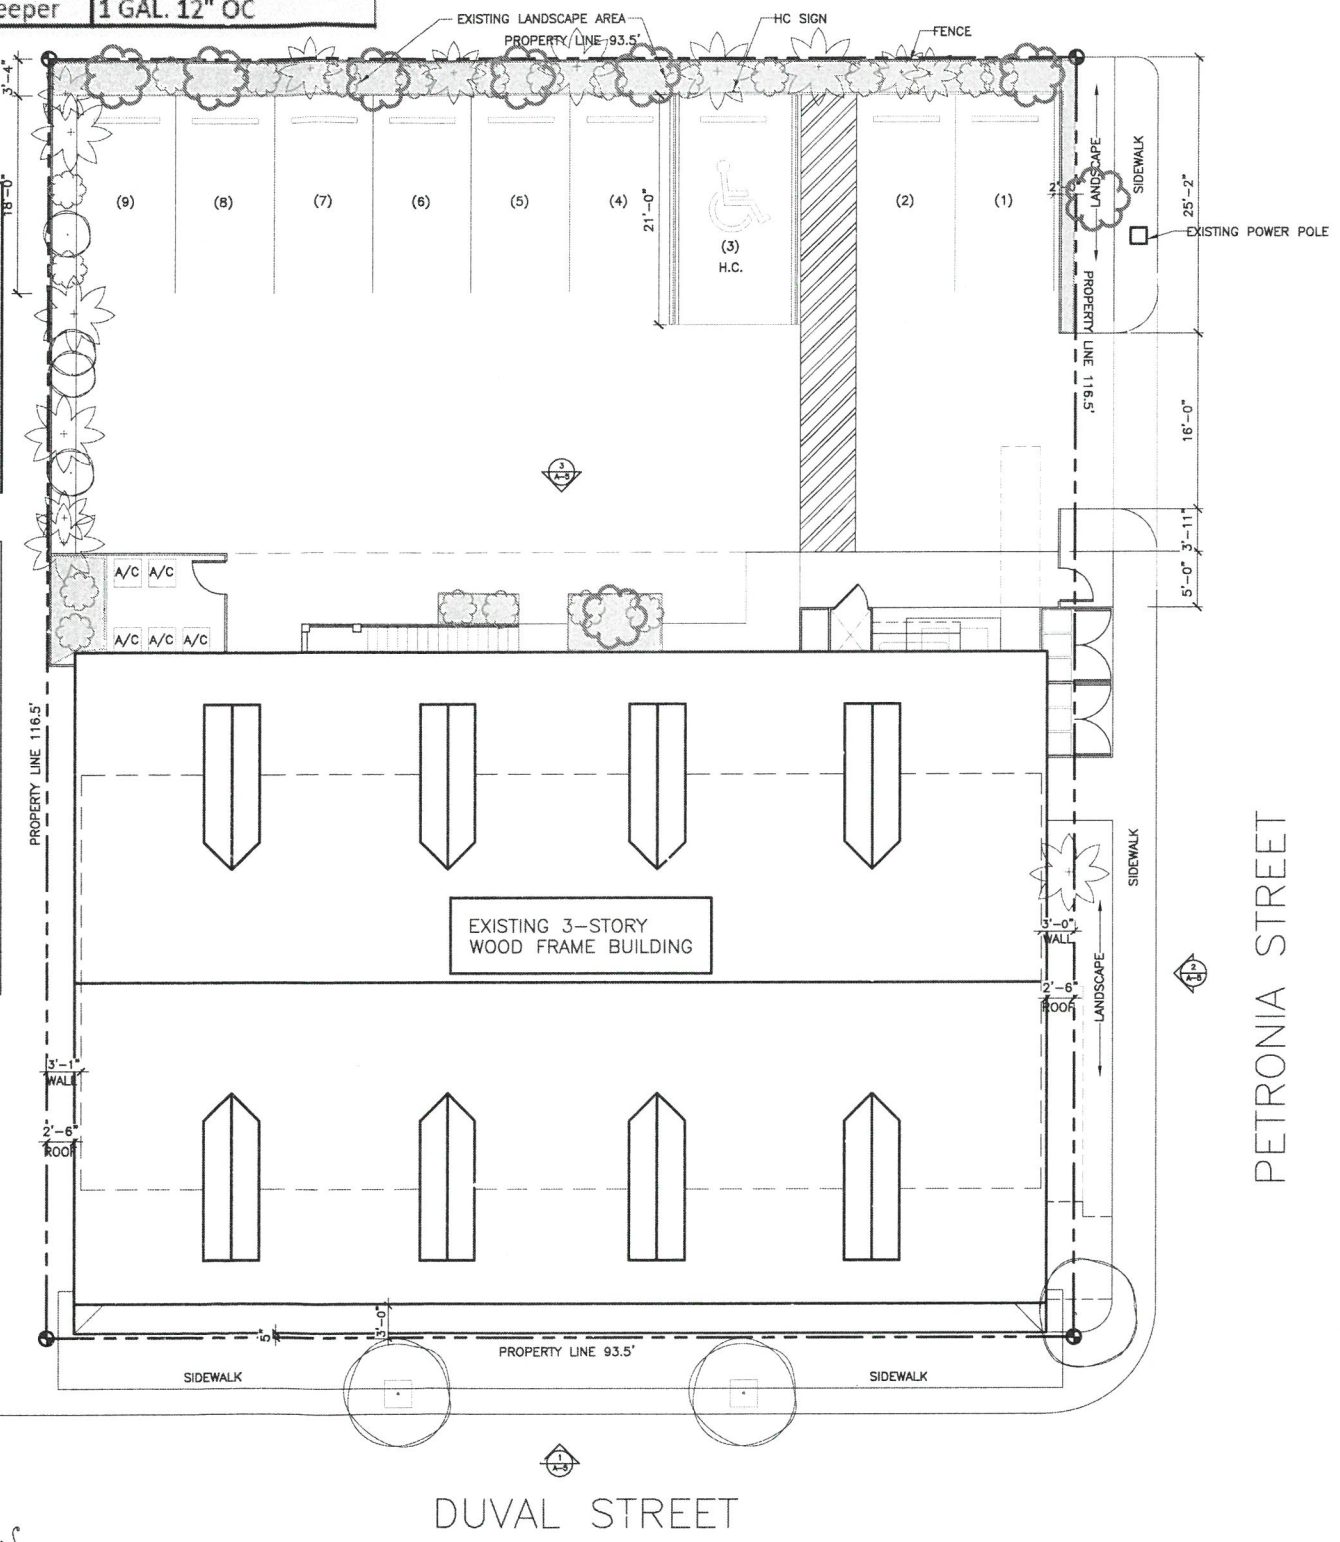 eeper 1 GAL. 12" OC
EXISTING LANDSCAPE AREA
HC SIGN
PROPERTY LINE 93.5'
FENCE
3'-4"
18'-0"
(9)
(8)
(7)
(6)
(5)
(4)
21'-0"
(3)
H.C.
(2)
(1)
LANDSCAPE
SIDEWALK
25'-2"
EXISTING POWER POLE
PROPERTY LINE 116.5'
16'-0"
3'-11"
5'-0"
3
A-5
A/C A/C
A/C A/C A/C
PROPERTY LINE 116.5'
EXISTING 3-STORY
WOOD FRAME BUILDING
SIDEWALK
3'-0"
WALL
LANDSCAPE
2'-6"
ROOF
2
A-5
PETRONIA STREET
3'-1"
WALL
2'-6"
ROOF
5"
3'-0"
PROPERTY LINE 93.5'
SIDEWALK
SIDEWALK
1
A-5
DUVAL STREET